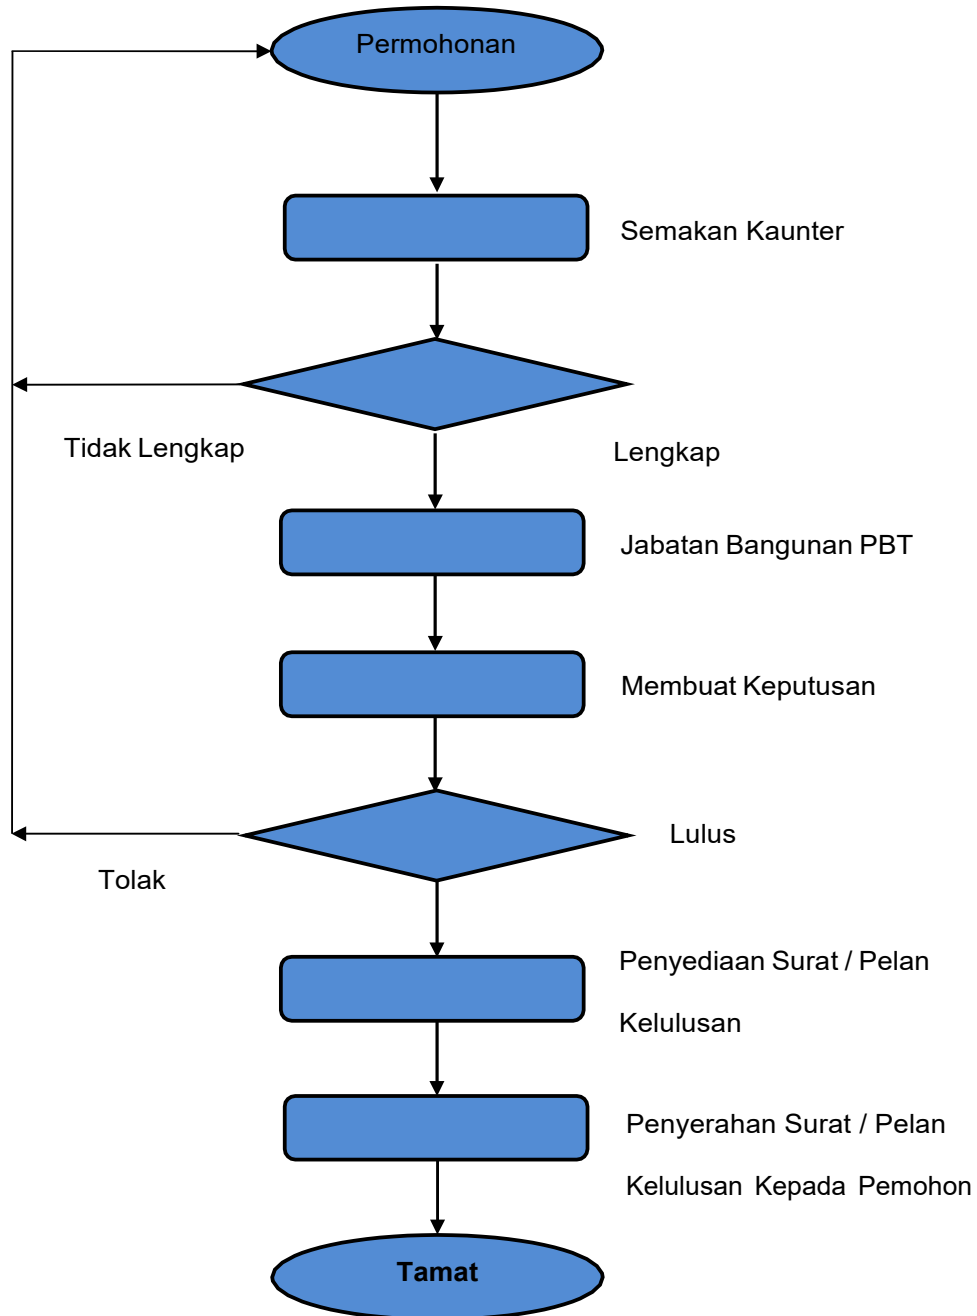 Permohonan
Semakan Kaunter
Tidak Lengkap
Lengkap
Jabatan Bangunan PBT
Membuat Keputusan
Lulus
Tolak
Penyediaan Surat / Pelan
Kelulusan
Penyerahan Surat / Pelan
Kelulusan Kepada Pemohon
Tamat